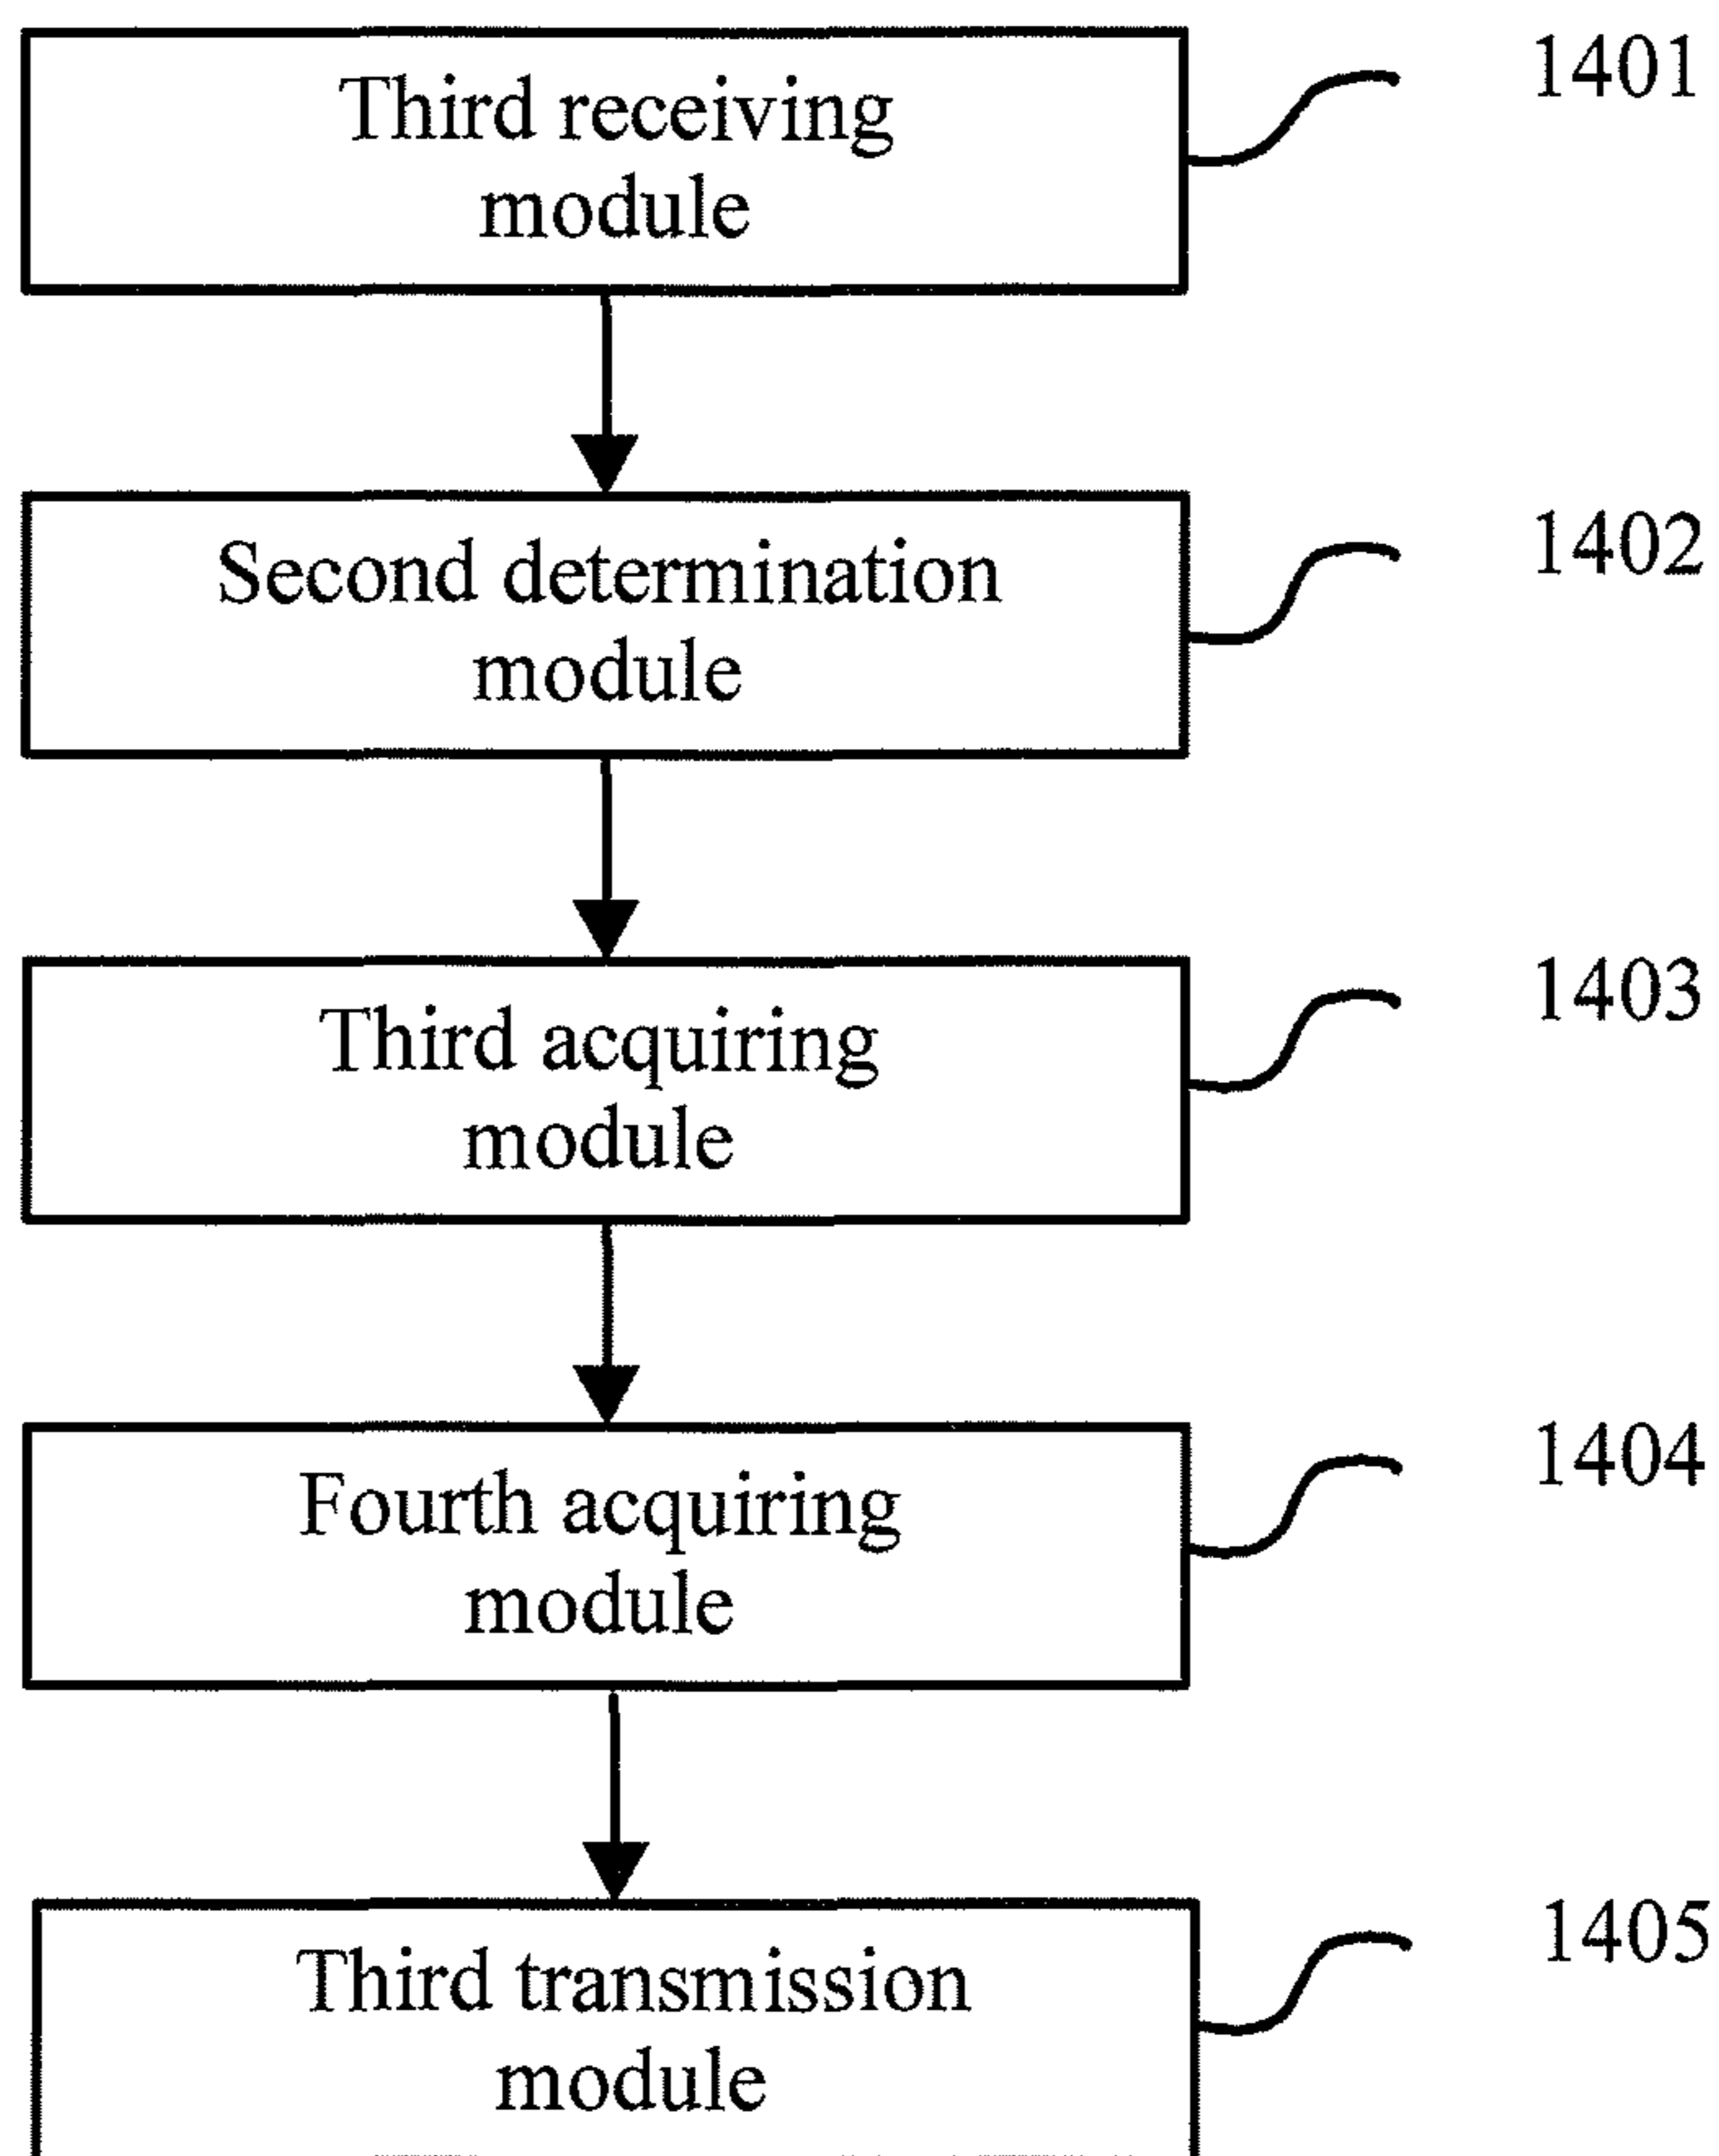 Third receiving
module
1401
Second determination
module
1402
Third acquiring
module
1403
Fourth acquiring
module
1404
Third transmission
module
1405